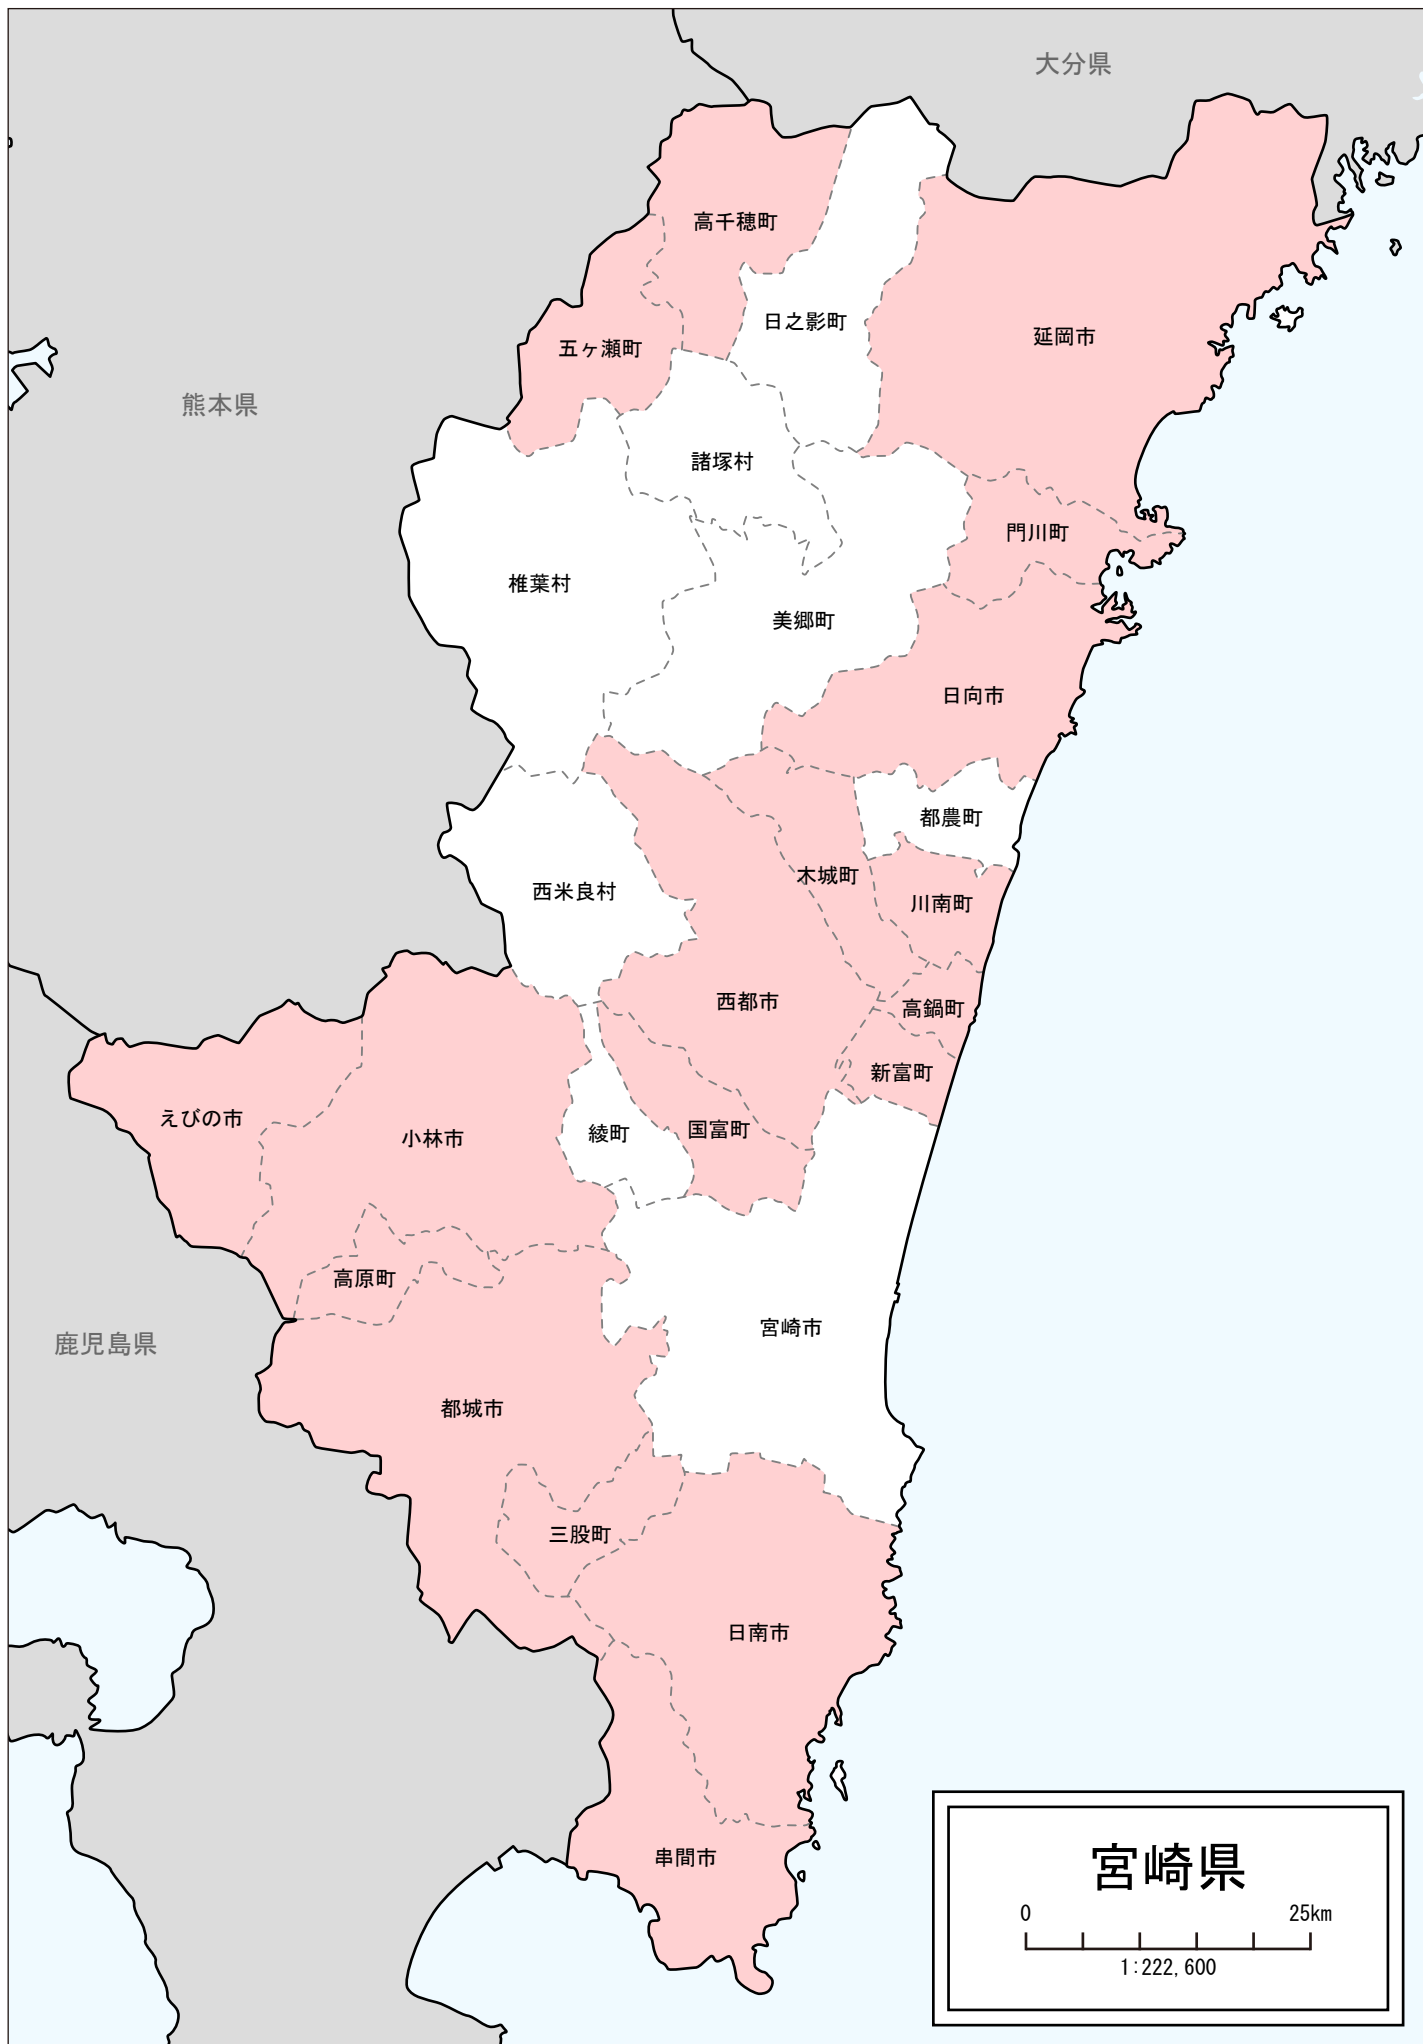 大分県
高千穂町
日之影町
延岡市
五ヶ瀬町
熊本県
諸塚村
門川町
椎葉村
美郷町
日向市
都農町
木城町
西米良村
川南町
西都市
高鍋町
新富町
えびの市
国富町
綾町
小林市
高原町
宮崎市
鹿児島県
都城市
三股町
日南市
串間市
宮崎県
0 25km
1:222,600